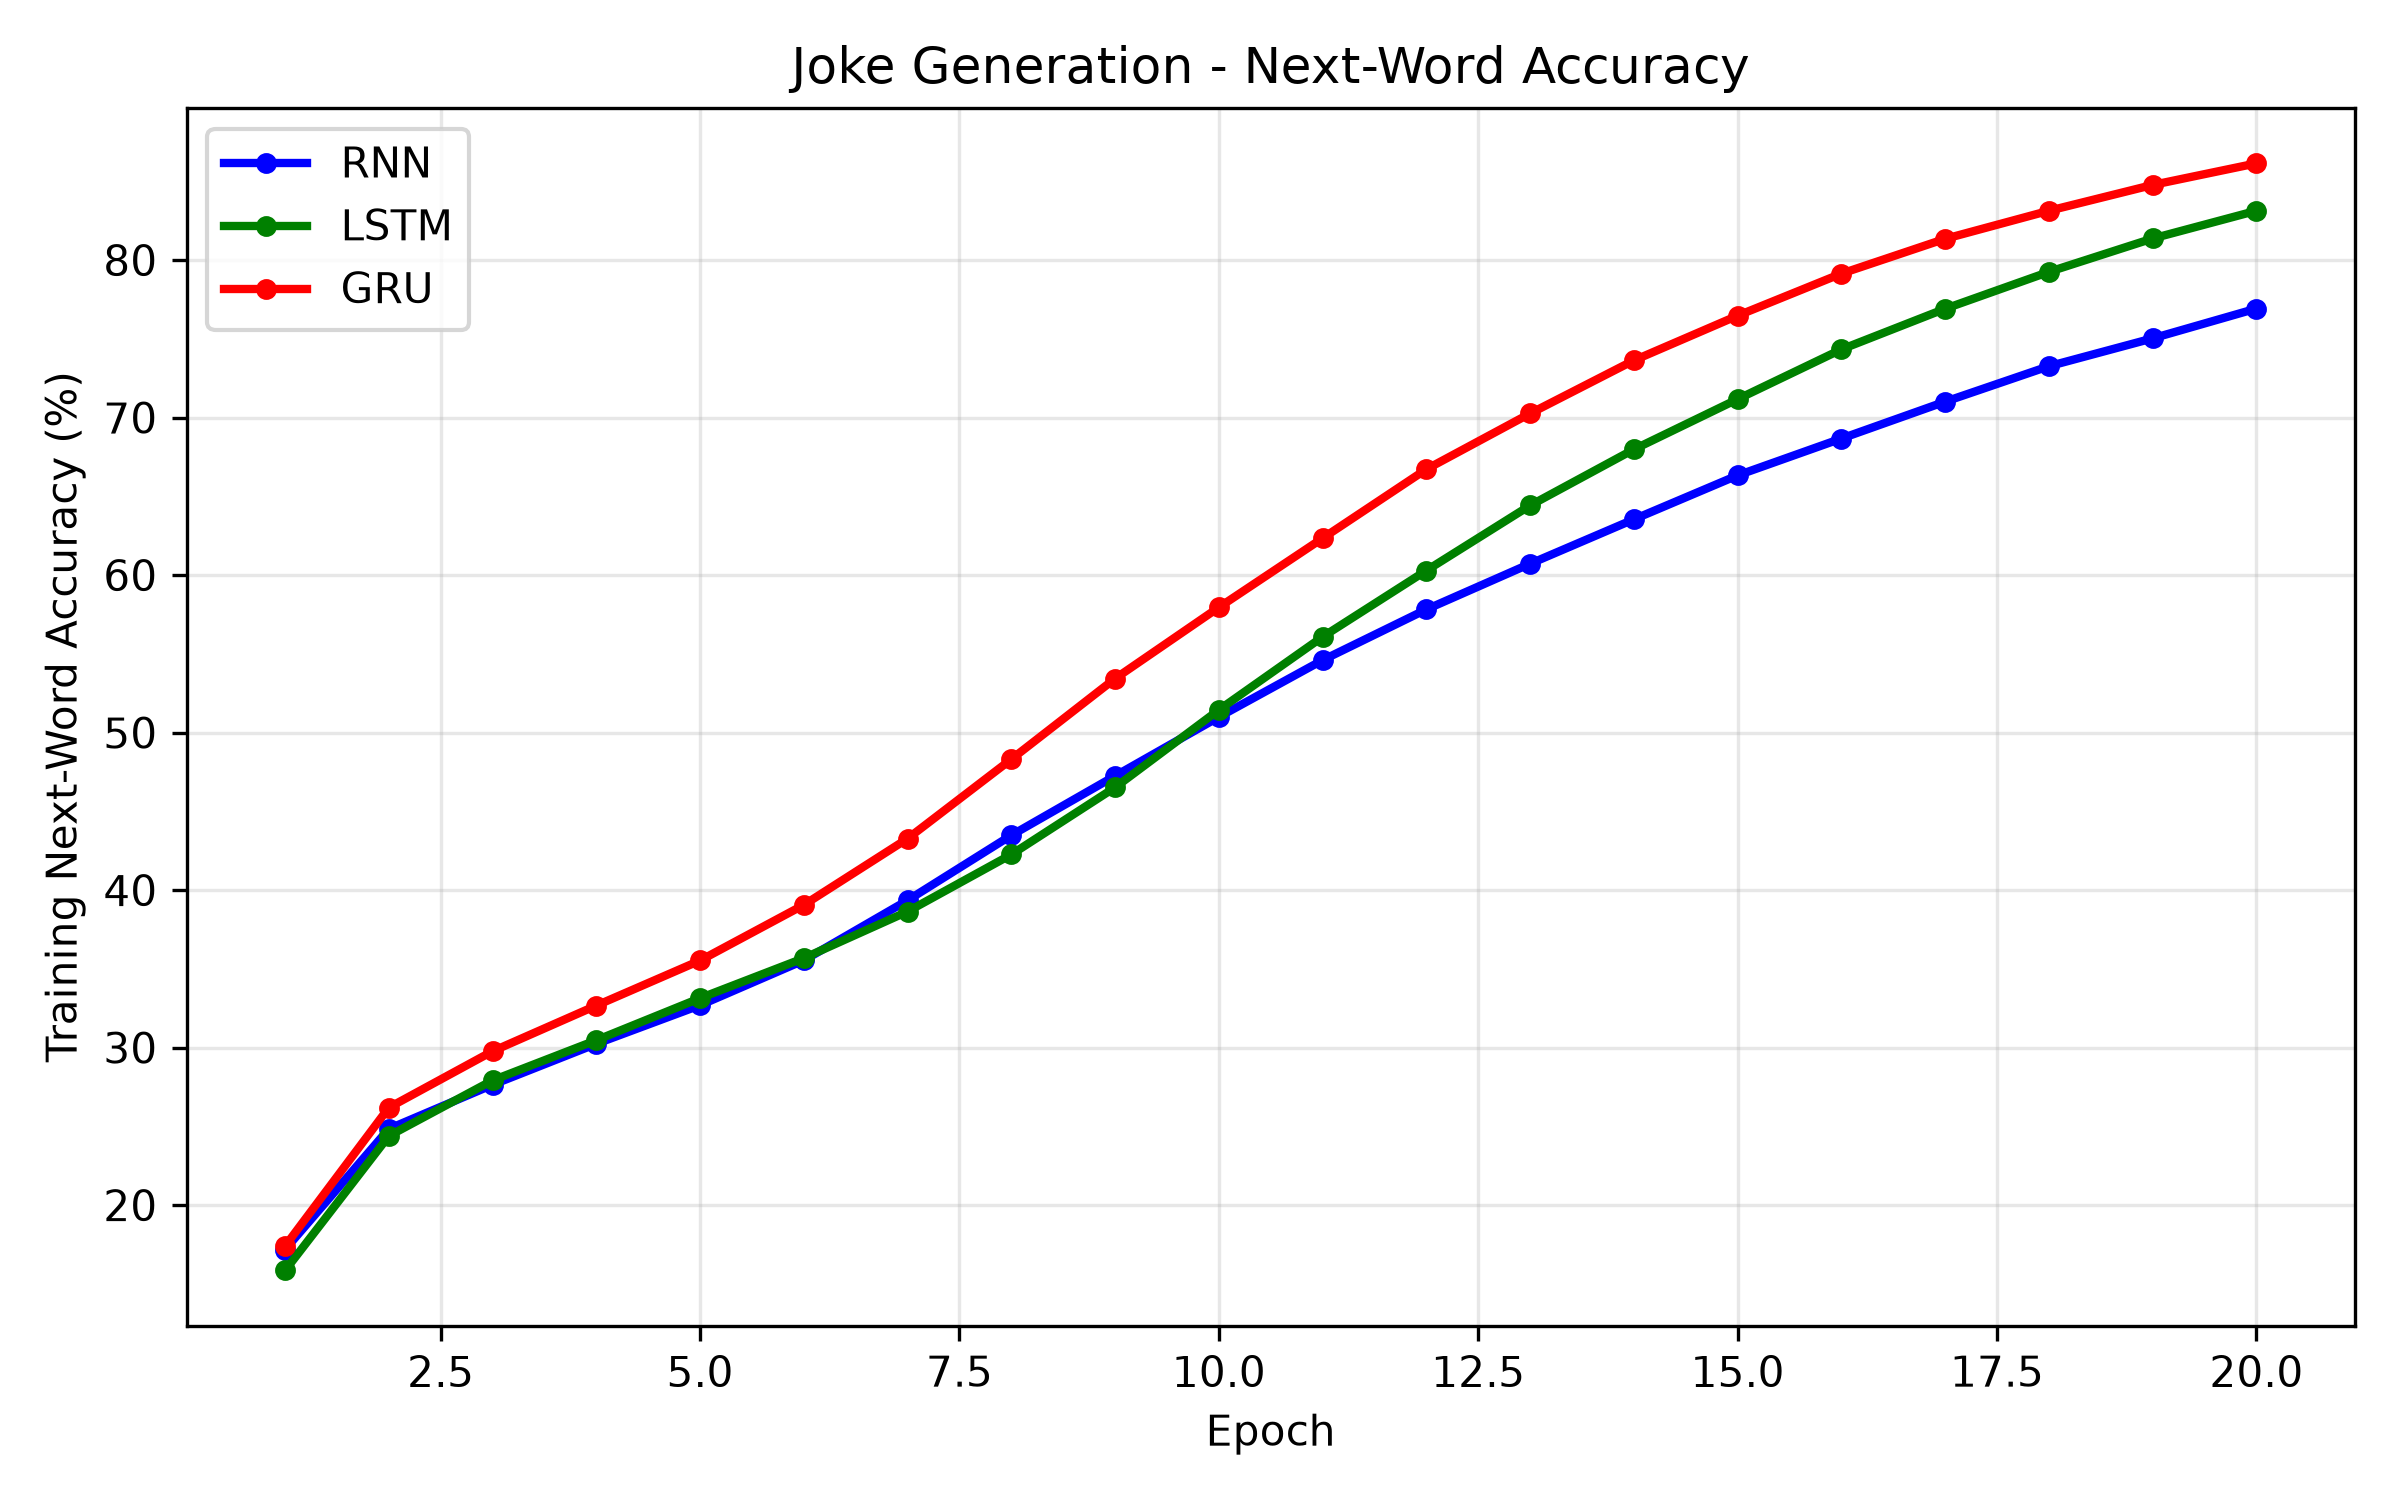 Joke Generation - Next-Word Accuracy
RNN
LSTM
GRU
Training Next-Word Accuracy (%)
80
70
60
50
40
30
20
2.5 5.0 7.5 10.0 12.5 15.0 17.5 20.0
Epoch